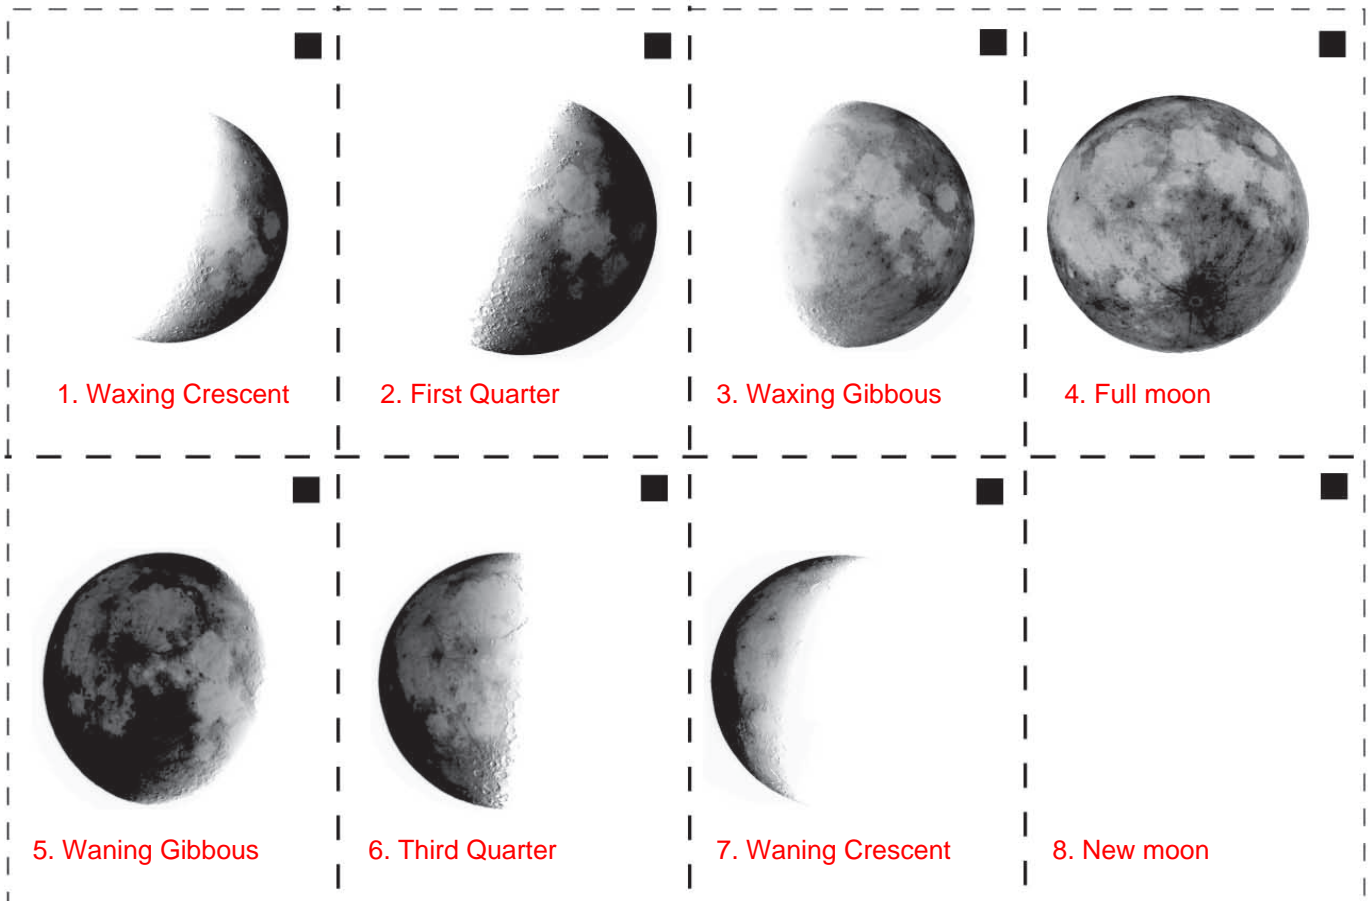 1. Waxing Crescent
2. First Quarter
3. Waxing Gibbous
4. Full moon
5. Waning Gibbous
6. Third Quarter
7. Waning Crescent
8. New moon